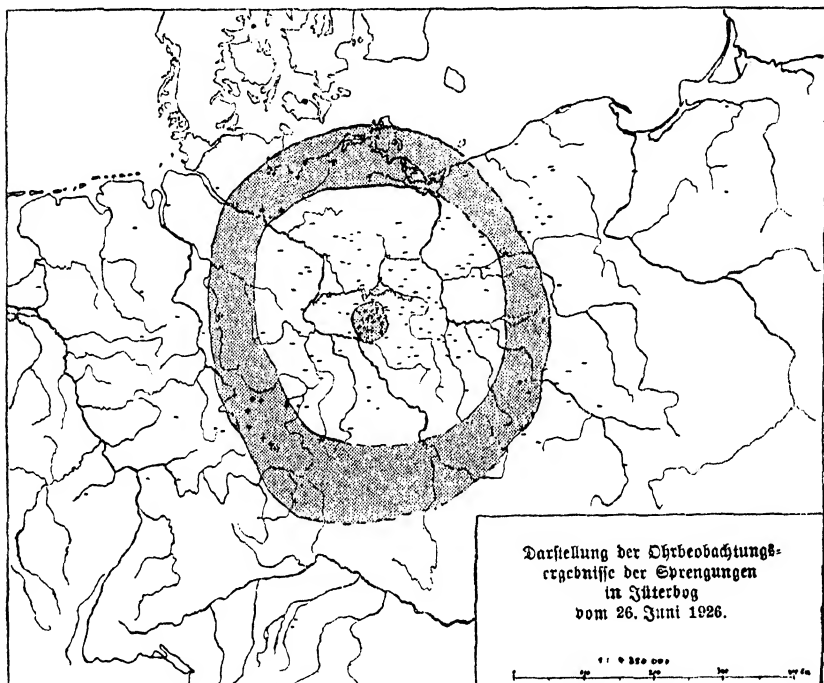 Darstellung der Ohrbeobachtungs=
ergebnisse der Sprengungen
in Jüterbog
vom 26. Juni 1926.